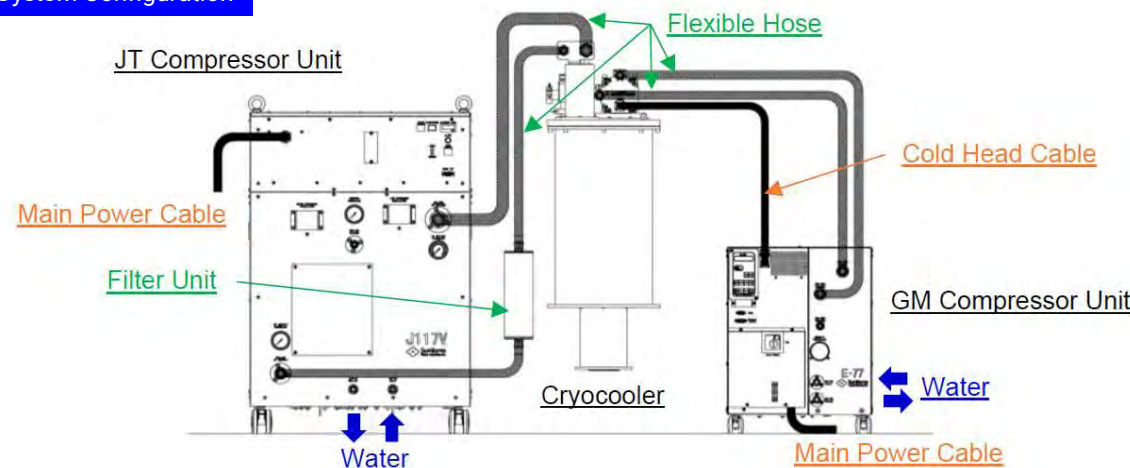 System Configuration
Flexible Hose
JT Compressor Unit
Cold Head Cable
Main Power Cable
Filter Unit
GM Compressor Unit
J117V
E-77
Cryocooler
Water
Water
Main Power Cable